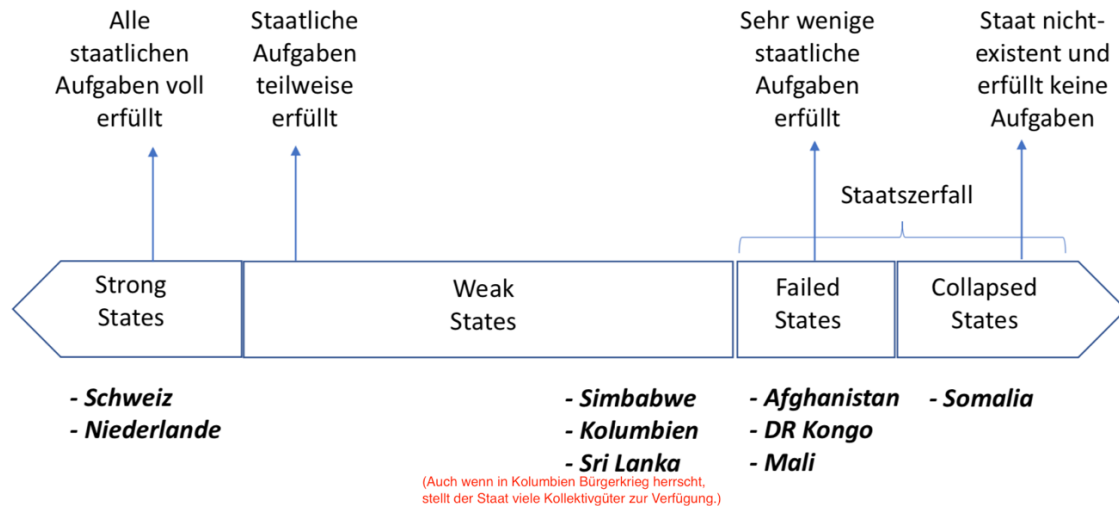 Alle
staatlichen
Aufgaben voll
erfüllt
Staatliche
Aufgaben
teilweise
erfüllt
Sehr wenige
staatliche
Aufgaben
erfüllt
Staat nicht-
existent und
erfüllt keine
Aufgaben
Staatszerfall
Strong
States
Weak
States
Failed
States
Collapsed
States
- Schweiz
- Niederlande
- Simbabwe
- Kolumbien
- Sri Lanka
(Auch wenn in Kolumbien Bürgerkrieg herrscht,
stellt der Staat viele Kollektivgüter zur Verfügung.)
- Afghanistan
- DR Kongo
- Mali
- Somalia